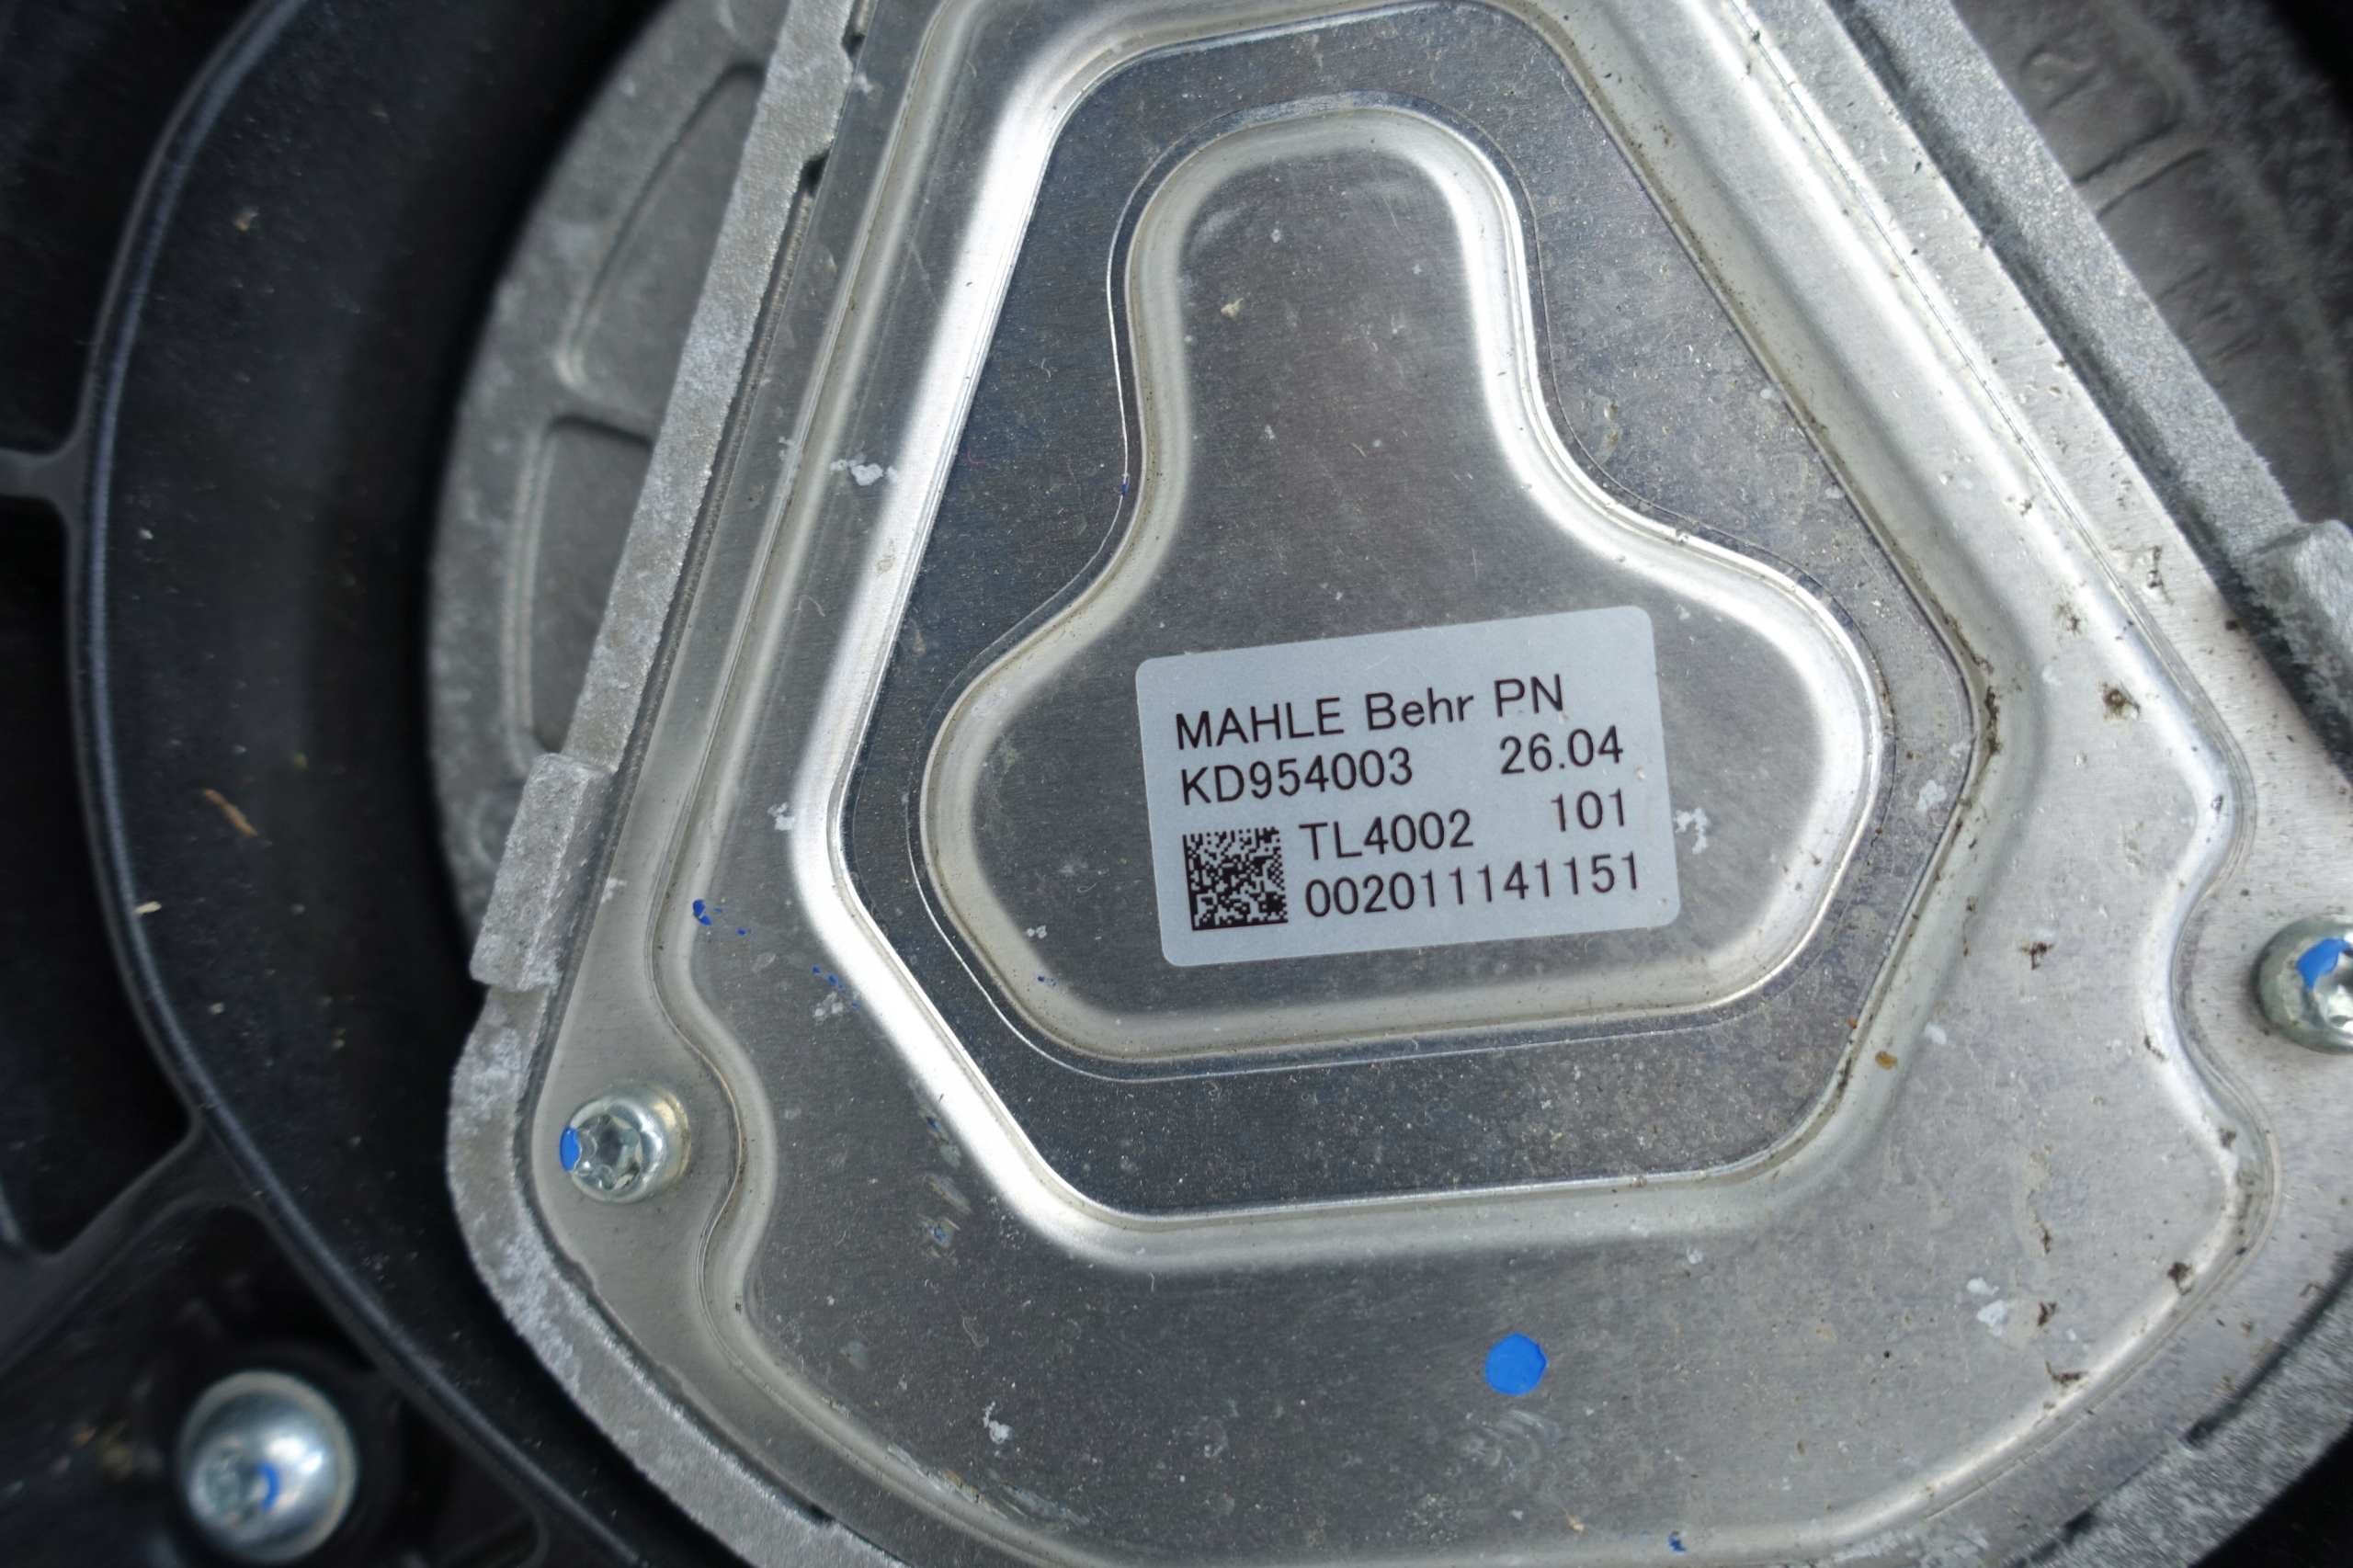 MAHLE Behr PN
KD954003 26.04
TL4002 101
002011141151